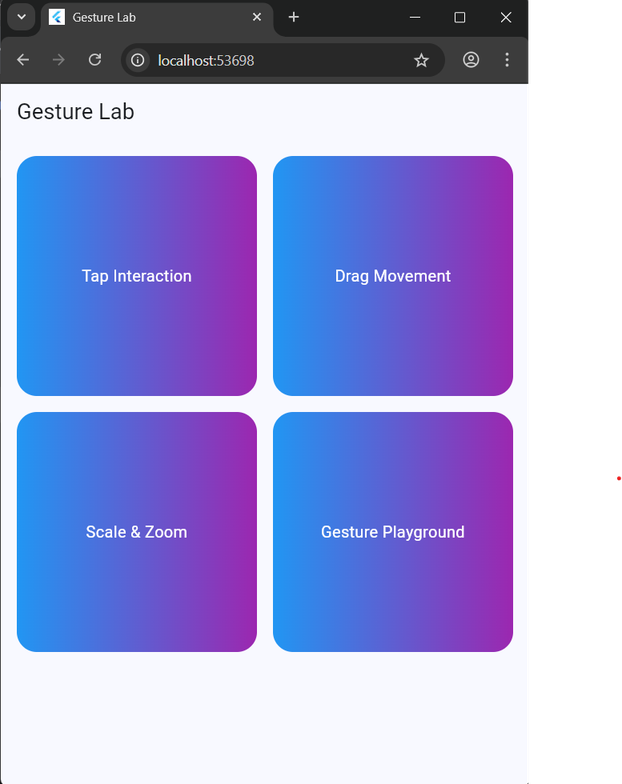 Gesture Lab
localhost:53698
Gesture Lab
Tap Interaction
Drag Movement
Scale & Zoom
Gesture Playground